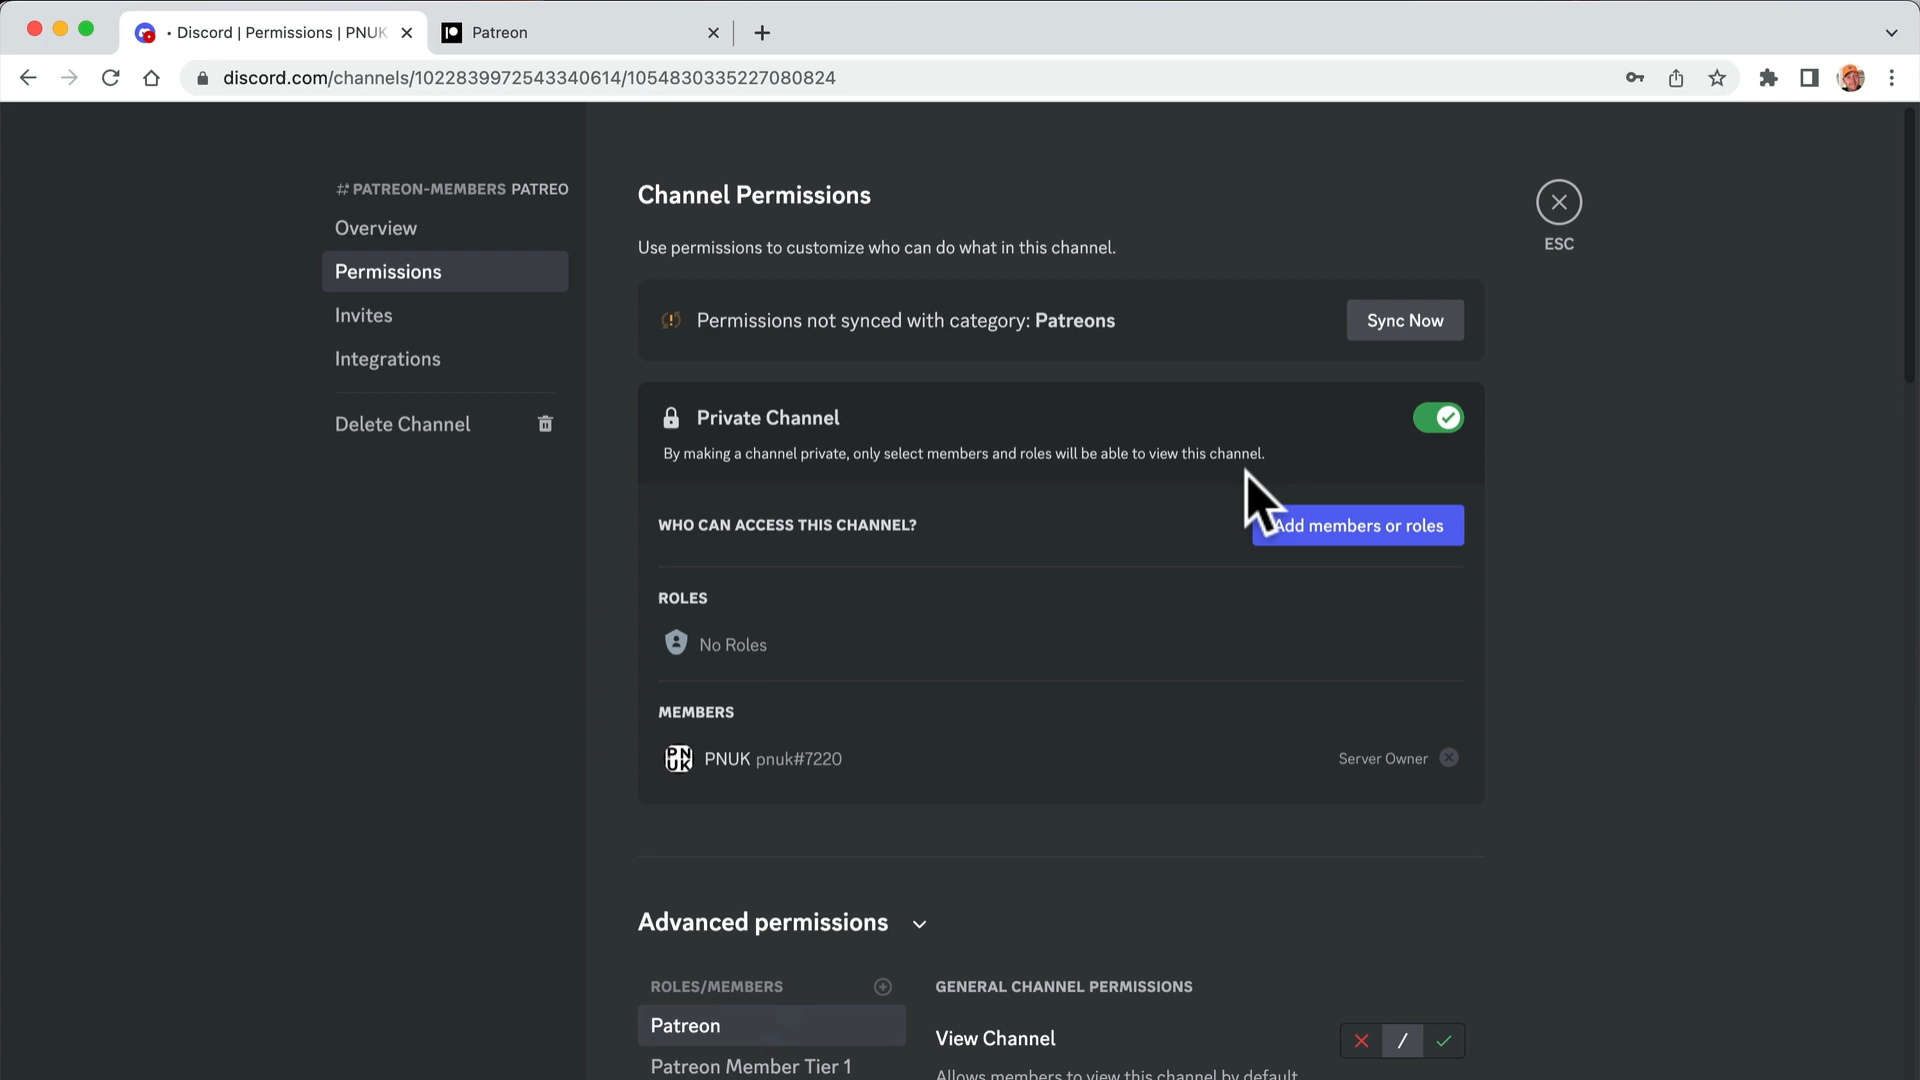 • Discord | Permissions | PNUK
Patreon
discord.com/channels/1022839972543340614/1054830335227080824
PATREON-MEMBERS PATREO
Overview
Permissions
Invites
Integrations
Delete Channel
Channel Permissions
Use permissions to customize who can do what in this channel.
ESC
Permissions not synced with category: Patreons
Sync Now
Private Channel
By making a channel private, only select members and roles will be able to view this channel.
WHO CAN ACCESS THIS CHANNEL?
Add members or roles
ROLES
No Roles
MEMBERS
PNUK pnuk#7220
Server Owner
Advanced permissions
ROLES/MEMBERS
GENERAL CHANNEL PERMISSIONS
Patreon
View Channel
Patreon Member Tier 1
Allows members to view this channel by default